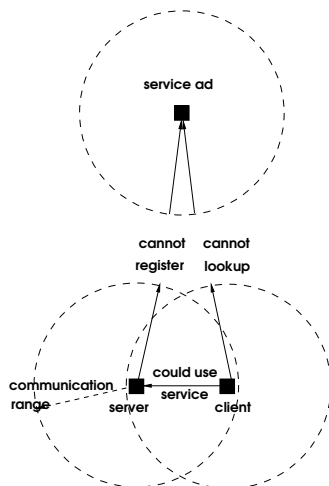 service ad
cannot cannot
register lookup
could use
communication
range
service
server
client